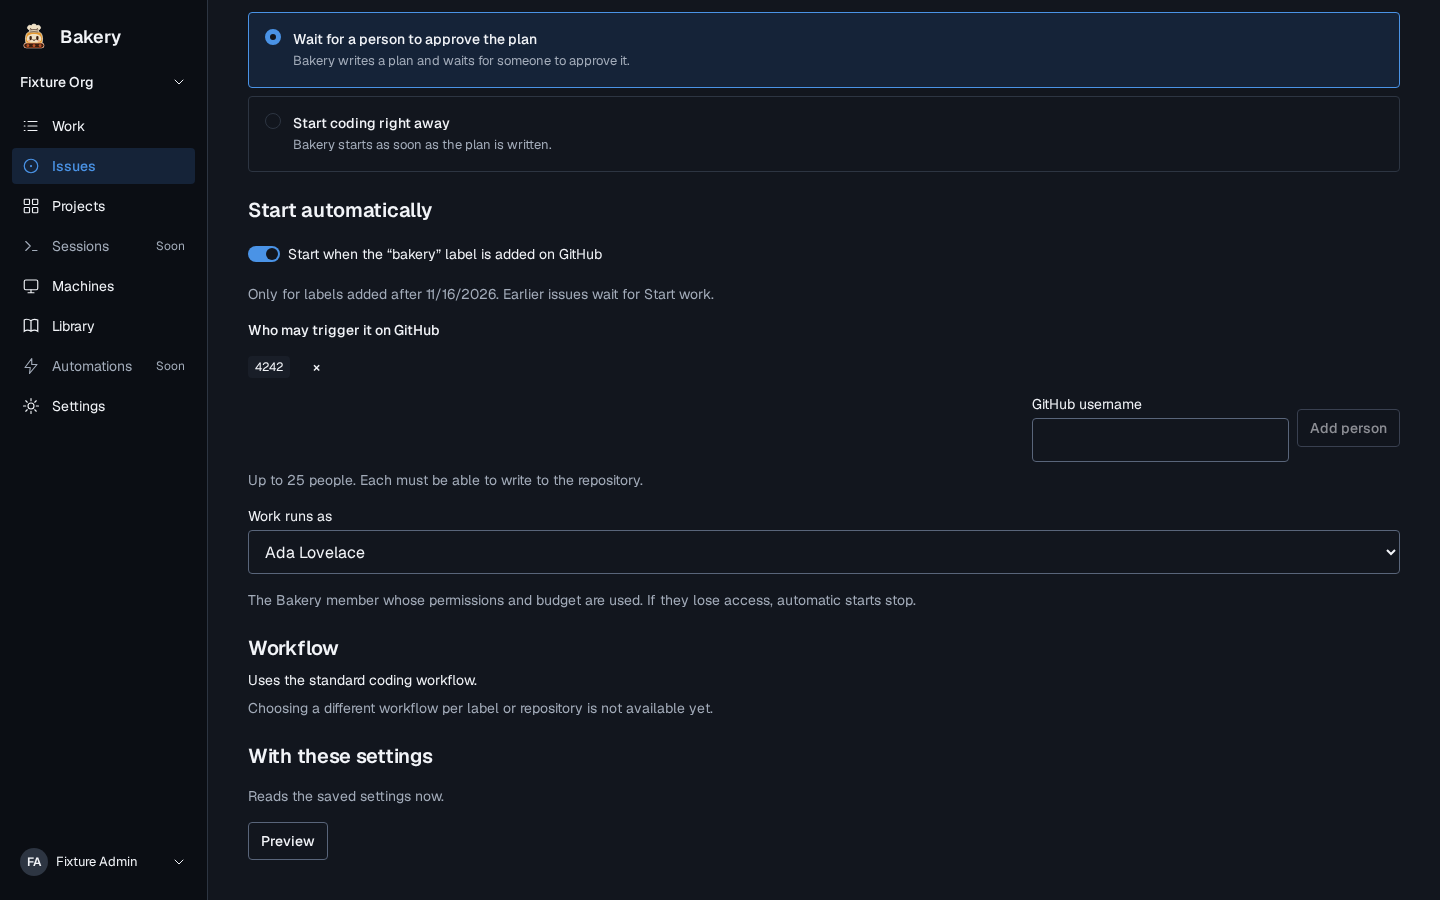 Bakery
Fixture Org
Work
Issues
Projects
Sessions Soon
Machines
Library
Automations Soon
Settings
FA Fixture Admin
Wait for a person to approve the plan
Bakery writes a plan and waits for someone to approve it.
Start coding right away
Bakery starts as soon as the plan is written.
Start automatically
Start when the “bakery” label is added on GitHub
Only for labels added after 11/16/2026. Earlier issues wait for Start work.
Who may trigger it on GitHub
4242 ×
GitHub username
Add person
Up to 25 people. Each must be able to write to the repository.
Work runs as
Ada Lovelace
The Bakery member whose permissions and budget are used. If they lose access, automatic starts stop.
Workflow
Uses the standard coding workflow.
Choosing a different workflow per label or repository is not available yet.
With these settings
Reads the saved settings now.
Preview